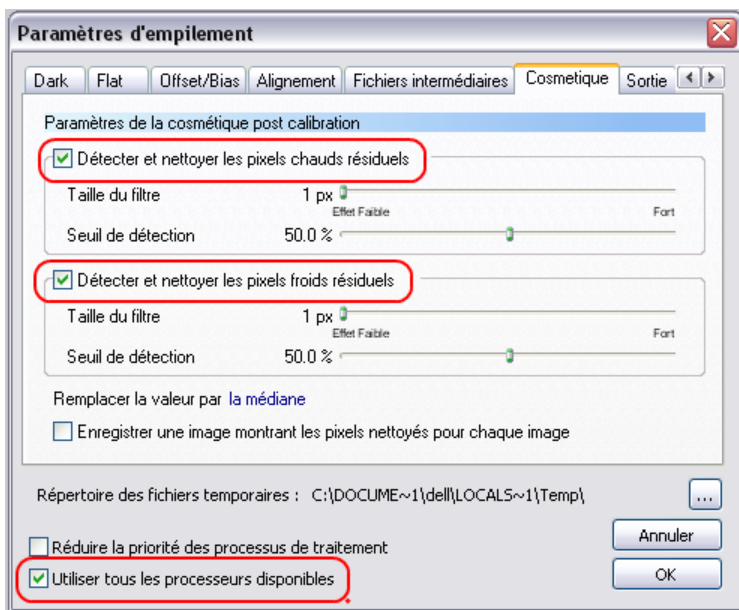 Paramètres d'empilement
Dark Flat Offset/Bias Alignement Fichiers intermédiaires Cosmetique Sortie
Paramètres de la cosmétique post calibration
Détecter et nettoyer les pixels chauds résiduels
Taille du filtre 1 px
Effet Faible Fort
Seuil de détection 50.0 %
Détecter et nettoyer les pixels froids résiduels
Taille du filtre 1 px
Effet Faible Fort
Seuil de détection 50.0 %
Remplacer la valeur par la médiane
Enregistrer une image montrant les pixels nettoyés pour chaque image
Répertoire des fichiers temporaires : C:\DOCUME~1\dell\LOCALS~1\Temp\ ...
Réduire la priorité des processus de traitement
Annuler
Utiliser tous les processeurs disponibles
OK